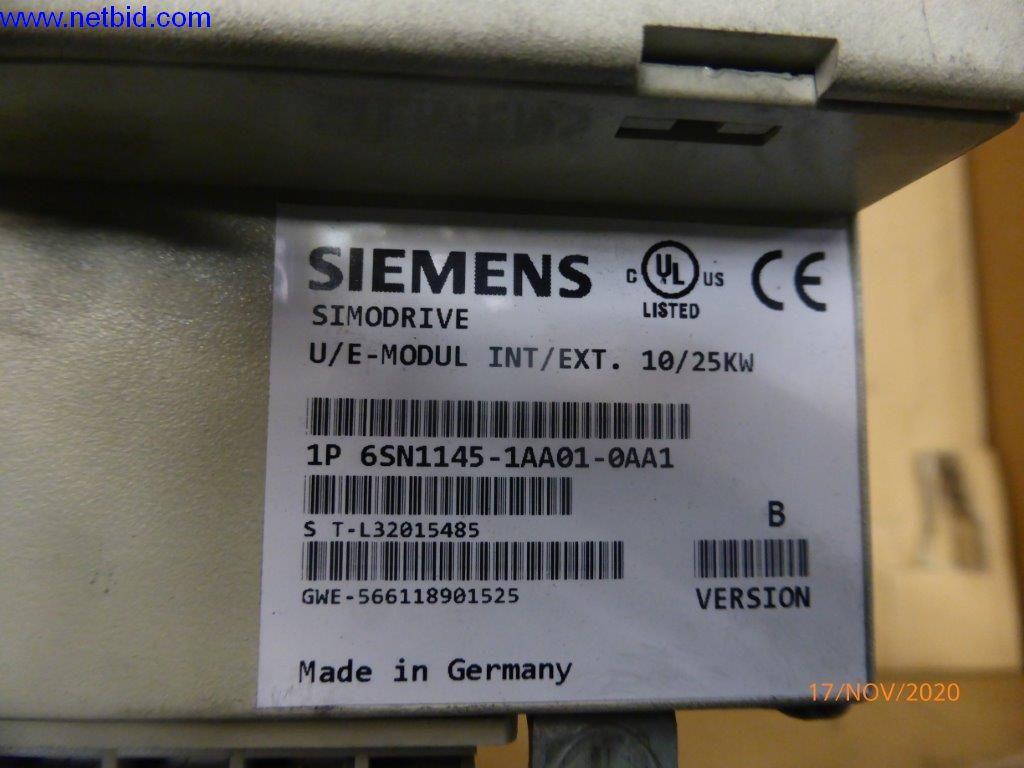 www.netbid.com
SIEMENS
C UL US
LISTED
CE
SIMODRIVE
U/E-MODUL INT/EXT. 10/25KW
1P 6SN1145-1AA01-0AA1
S T-L32015485
B
GWE-566118901525
VERSION
Made in Germany
17/NOV/2020